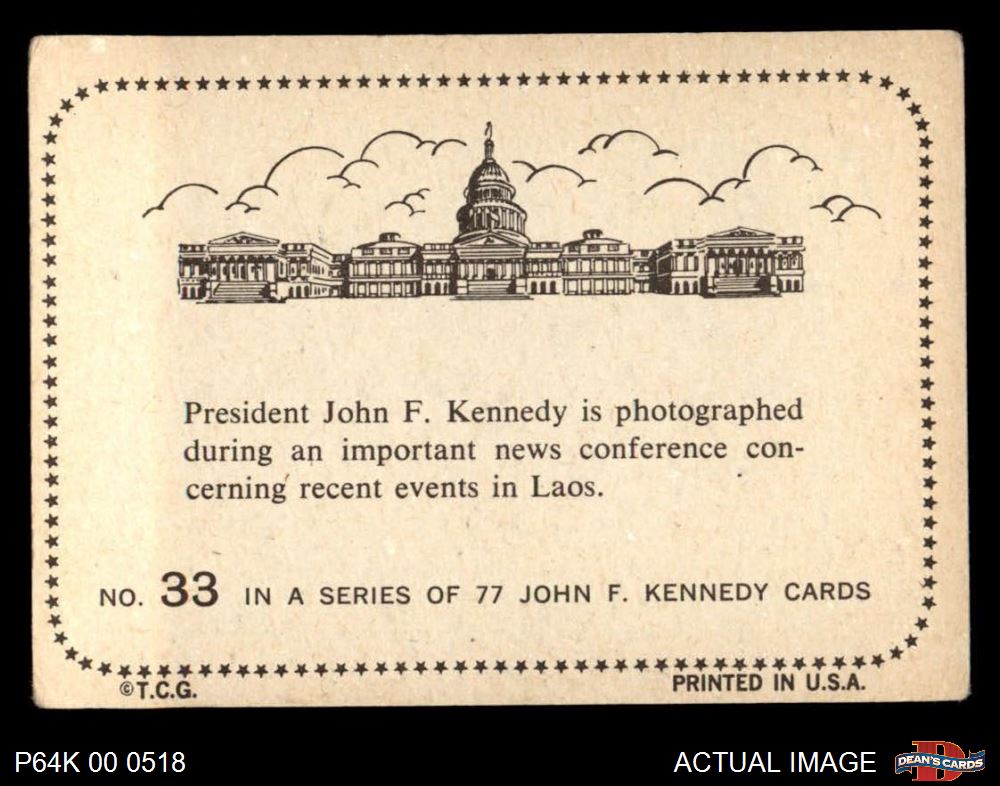 President John F. Kennedy is photographed
during an important news conference con-
cerning recent events in Laos.
NO. 33 IN A SERIES OF 77 JOHN F. KENNEDY CARDS
©T.C.G.
PRINTED IN U.S.A.
P64K 00 0518
ACTUAL IMAGE
DEAN'S CARDS